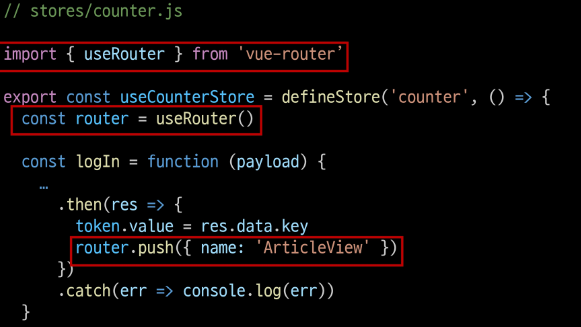 // stores/counter.js
import { useRouter } from 'vue-router’
export const useCounterStore = defineStore('counter', () => {
const router = useRouter()
const logIn = function (payload) {
…
.then(res => {
token.value = res.data.key
router.push({ name: 'ArticleView' })
})
.catch(err => console.log(err))
}